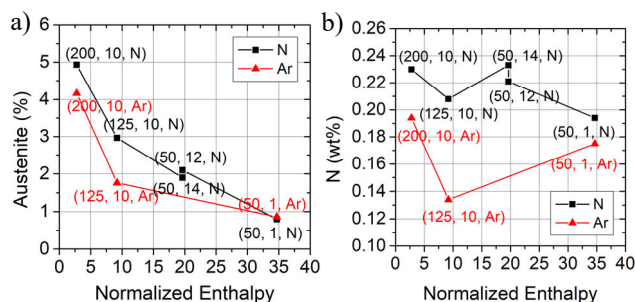 a)
Austenite (%)
6
5
4
3
2
1
0
(200, 10, N)
(200, 10, Ar)
(125, 10, N)
(125, 10, Ar)
(50, 12, N)
(50, 14, N)
(50, 1, Ar)
(50, 1, N)
N
Ar
0 5 10 15 20 25 30 35 40
Normalized Enthalpy
b)
N (wt%)
0.26
0.24
0.22
0.20
0.18
0.16
0.14
0.12
0.10
(200, 10, N)
(50, 14, N)
(50, 12, N)
(125, 10, N)
(200, 10, Ar)
(50, 1, N)
(50, 1, Ar)
(125, 10, Ar)
N
Ar
0 5 10 15 20 25 30 35 40
Normalized Enthalpy